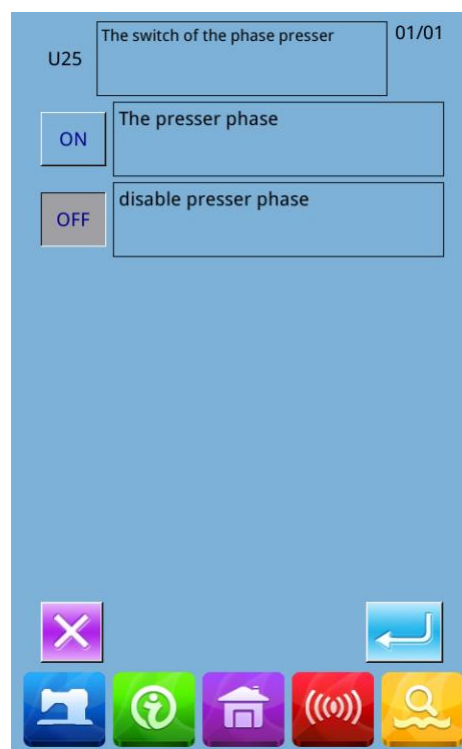 U25
The switch of the phase presser
01/01
ON
The presser phase
OFF
disable presser phase